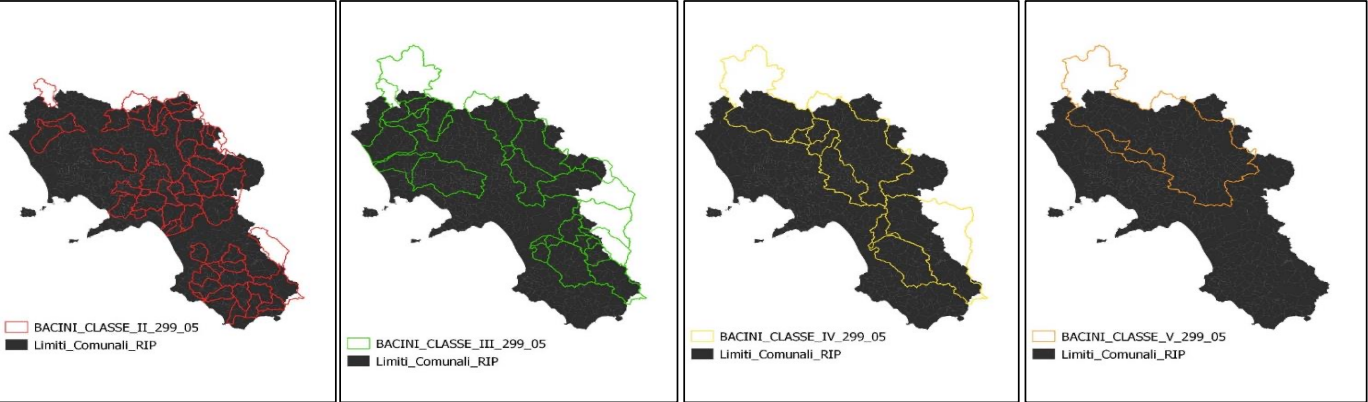 BACINI_CLASSE_II_299_05
Limiti_Comunali_RIP
BACINI_CLASSE_III_299_05
Limiti_Comunali_RIP
BACINI_CLASSE_IV_299_05
Limiti_Comunali_RIP
BACINI_CLASSE_V_299_05
Limiti_Comunali_RIP